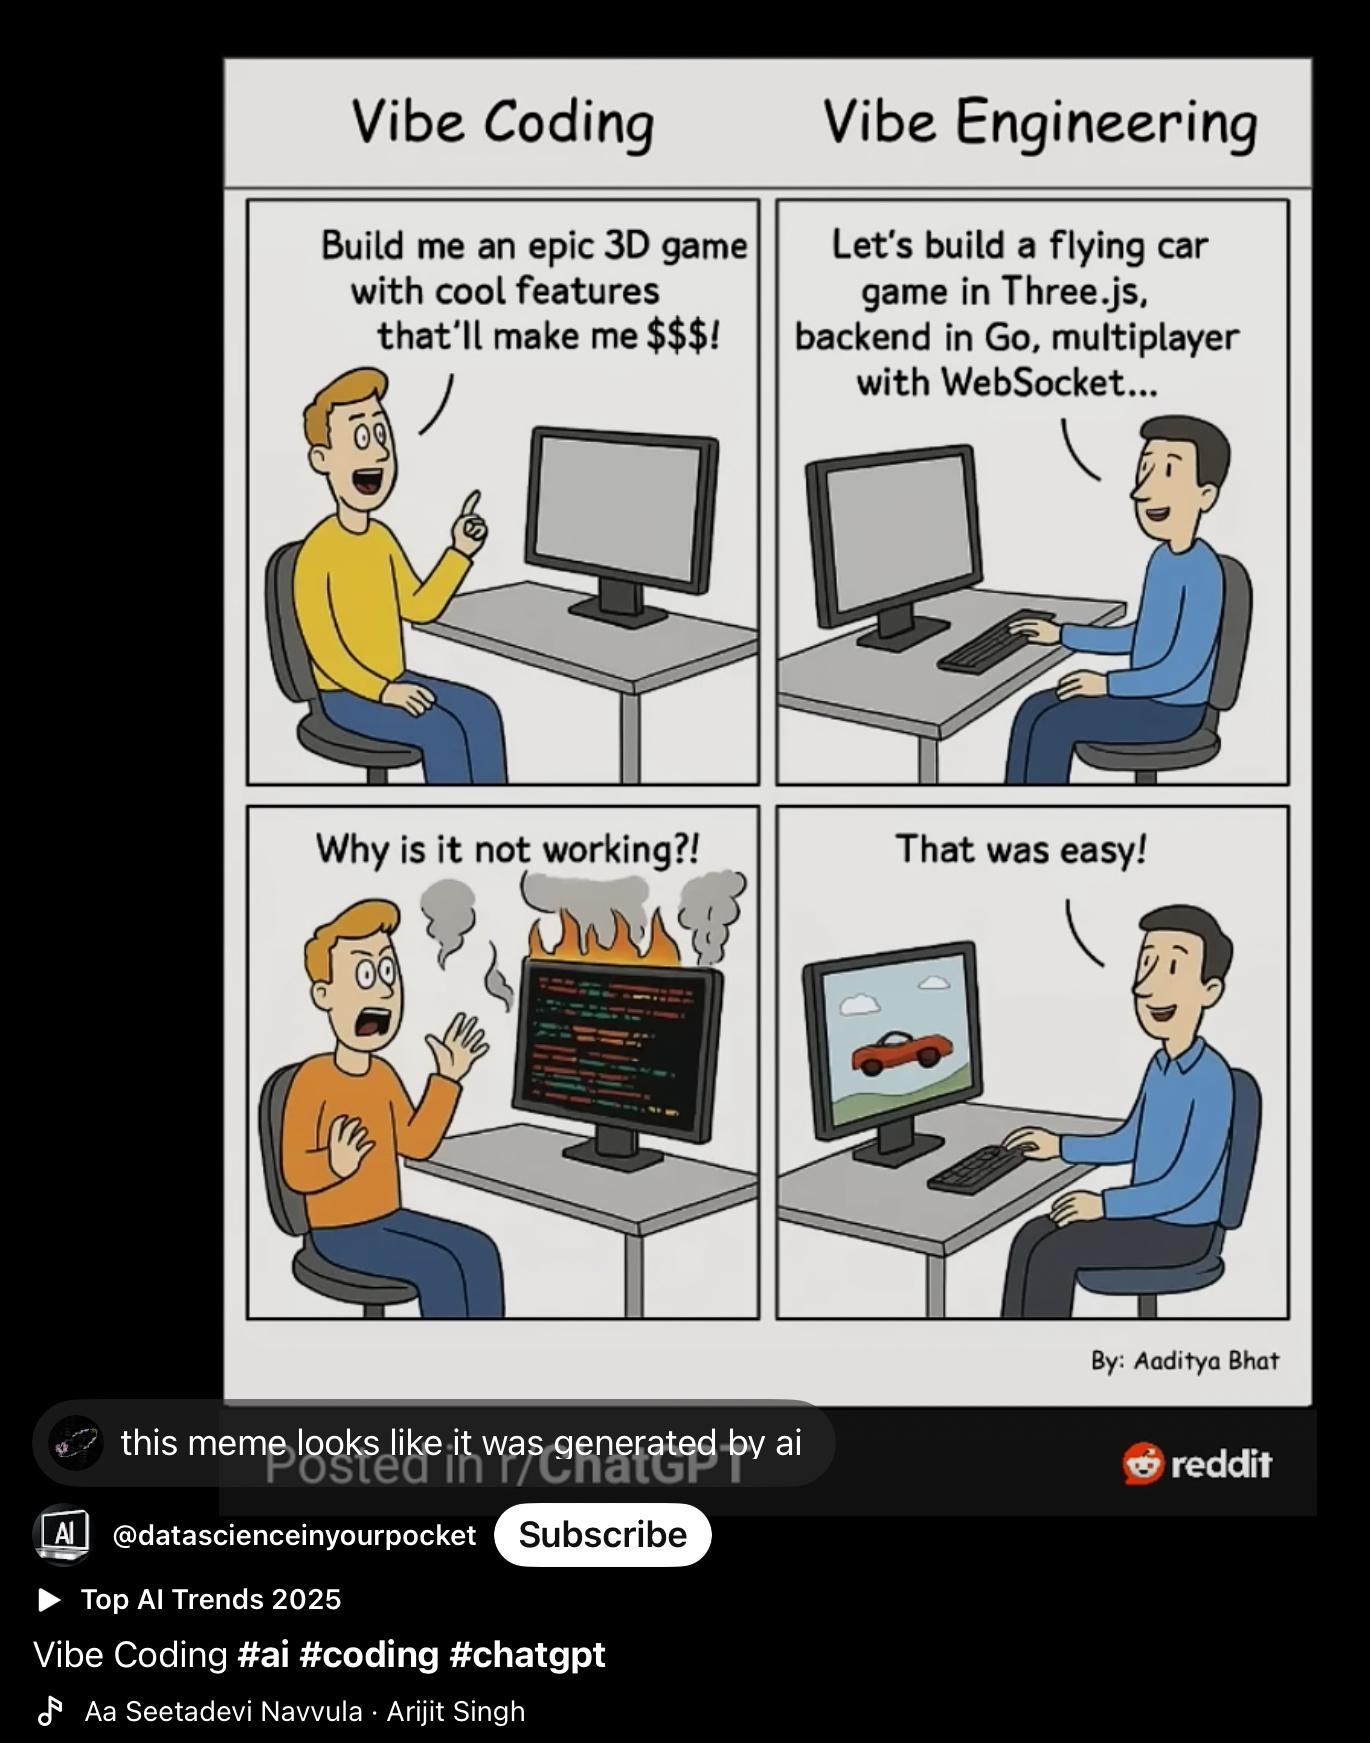 Vibe Coding
Vibe Engineering
Build me an epic 3D game
with cool features
that'll make me $$$!
Let's build a flying car
game in Three.js,
backend in Go, multiplayer
with WebSocket...
Why is it not working?!
That was easy!
By: Aaditya Bhat
this meme looks like it was generated by ai
Posted in r/ChatGPT
reddit
AI
@datascienceinyourpocket
Subscribe
Top AI Trends 2025
Vibe Coding #ai #coding #chatgpt
Aa Seetadevi Navvula · Arijit Singh